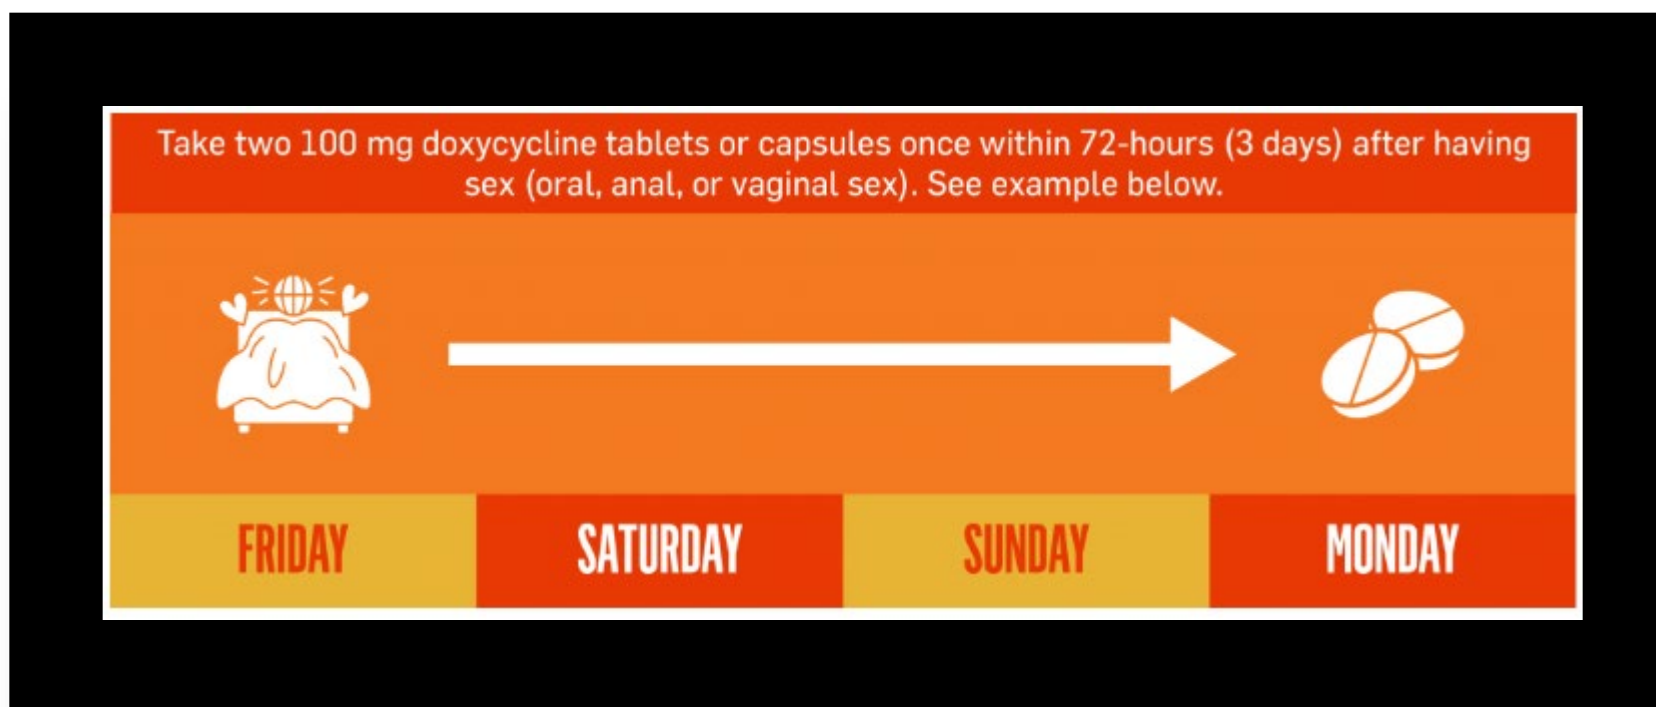 Take two 100 mg doxycycline tablets or capsules once within 72-hours (3 days) after having
sex (oral, anal, or vaginal sex). See example below.
FRIDAY
SATURDAY
SUNDAY
MONDAY